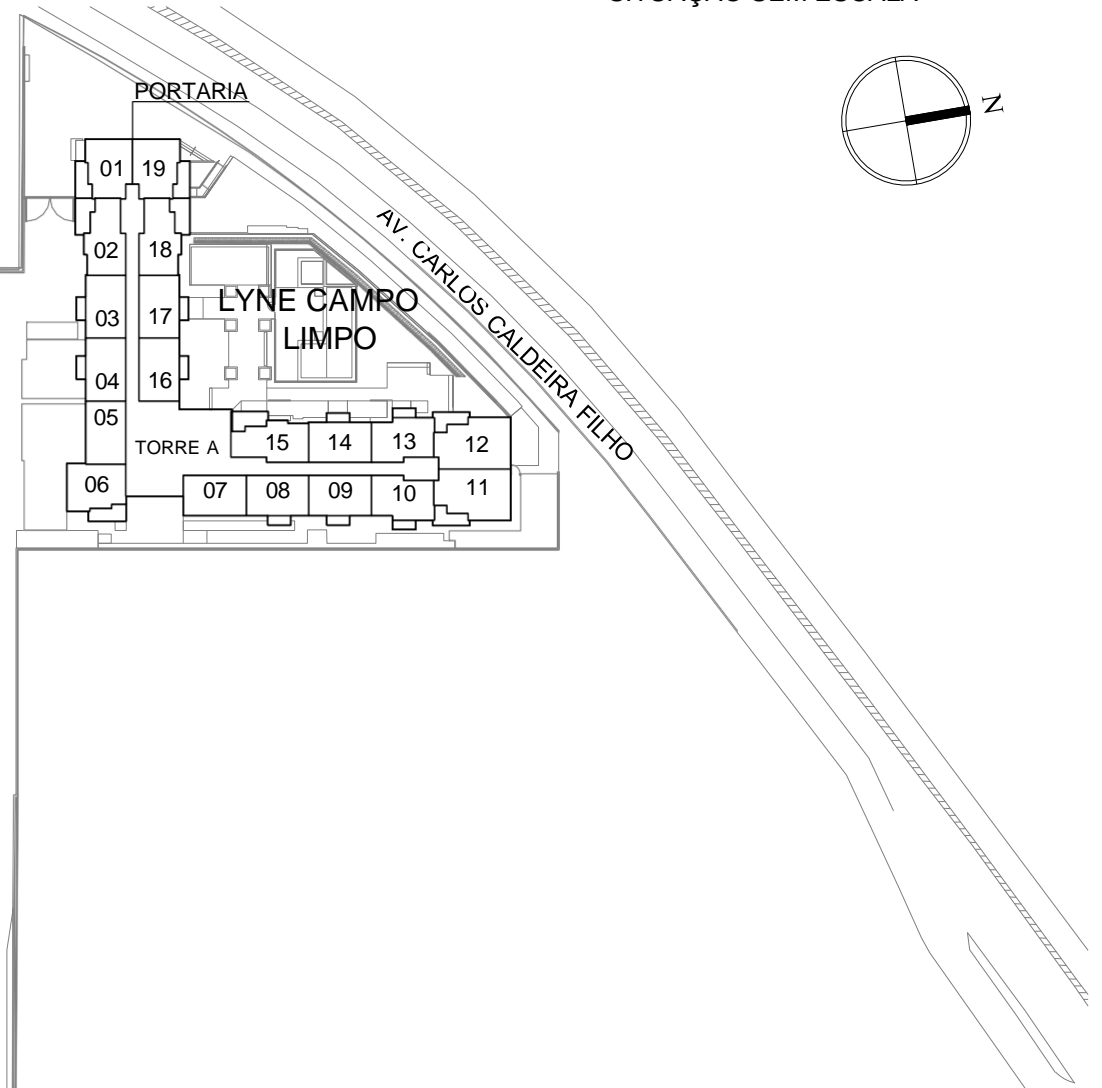 PORTARIA
N
01 19
02 18
AV. CARLOS CALDEIRA FILHO
LYNE CAMPO
LIMPO
03 17
04 16
05
TORRE A
15 14 13 12
06 07 08 09 10 11